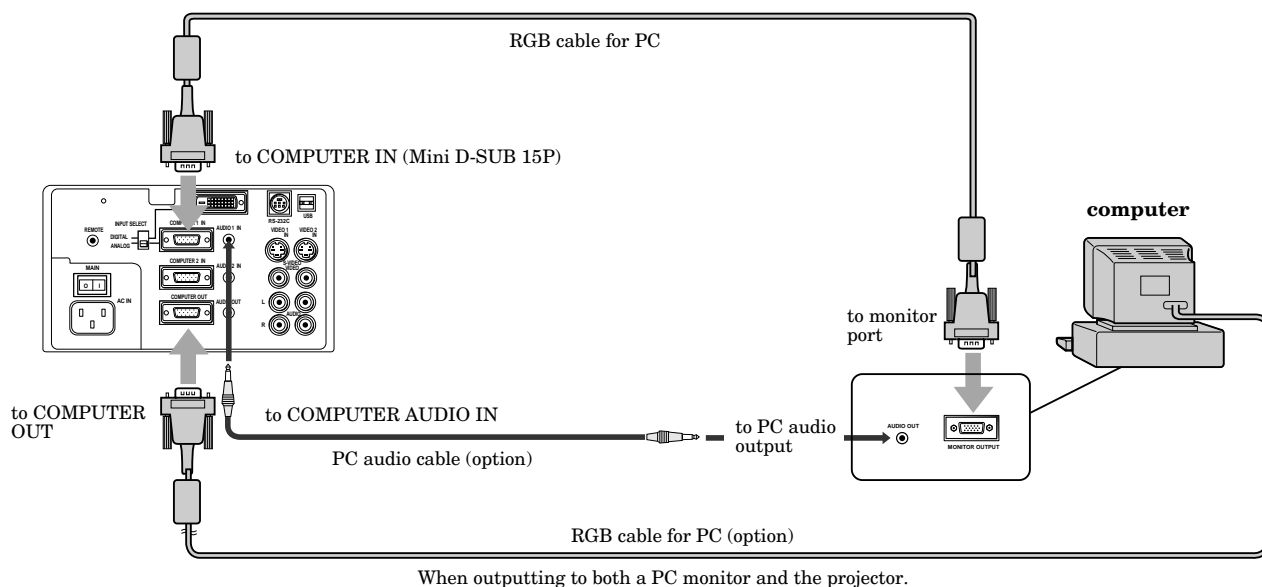 RGB cable for PC
to COMPUTER IN (Mini D-SUB 15P)
RS-232C
USB
REMOTE
INPUT SELECT
DIGITAL
ANALOG
1 IN
AUDIO 1 IN
VIDEO 1
IN
VIDEO 2
IN
S-VIDEO
VIDEO
MAIN
O I
AC IN
COMPUTER 2 IN
2 IN
COMPUTER OUT
OUT
L
AUDIO
R
computer
to monitor
port
to COMPUTER
OUT
to COMPUTER AUDIO IN
PC audio cable (option)
to PC audio
output
AUDIO OUT
MONITOR OUTPUT
RGB cable for PC (option)
When outputting to both a PC monitor and the projector.